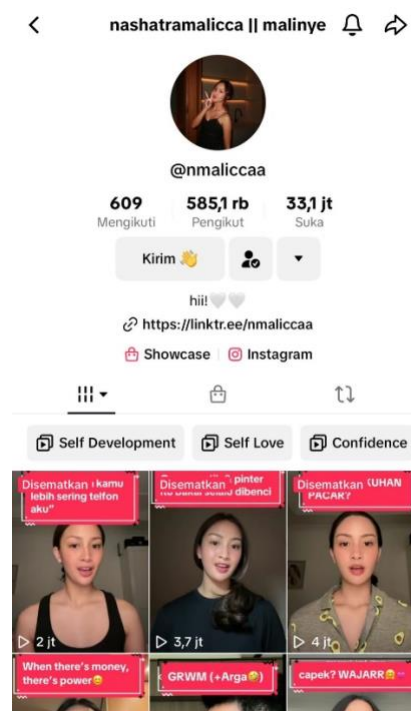 nashatramalicca || malinye
@nmaliccaa
609
Mengikuti
585,1 rb
Pengikut
33,1 jt
Suka
Kirim 👋
hii!🤍🤍
https://linktr.ee/nmaliccaa
Showcase
Instagram
Self Development
Self Love
Confidence
Disematkan
kamu
lebih sering telfon
aku"
2 jt
Disematkan
pinter
dibenci
3,7 jt
Disematkan
PACAR?
4 jt
When there's money,
there's power😊
GRWM (+Arga🤣)
capek? WAJARR